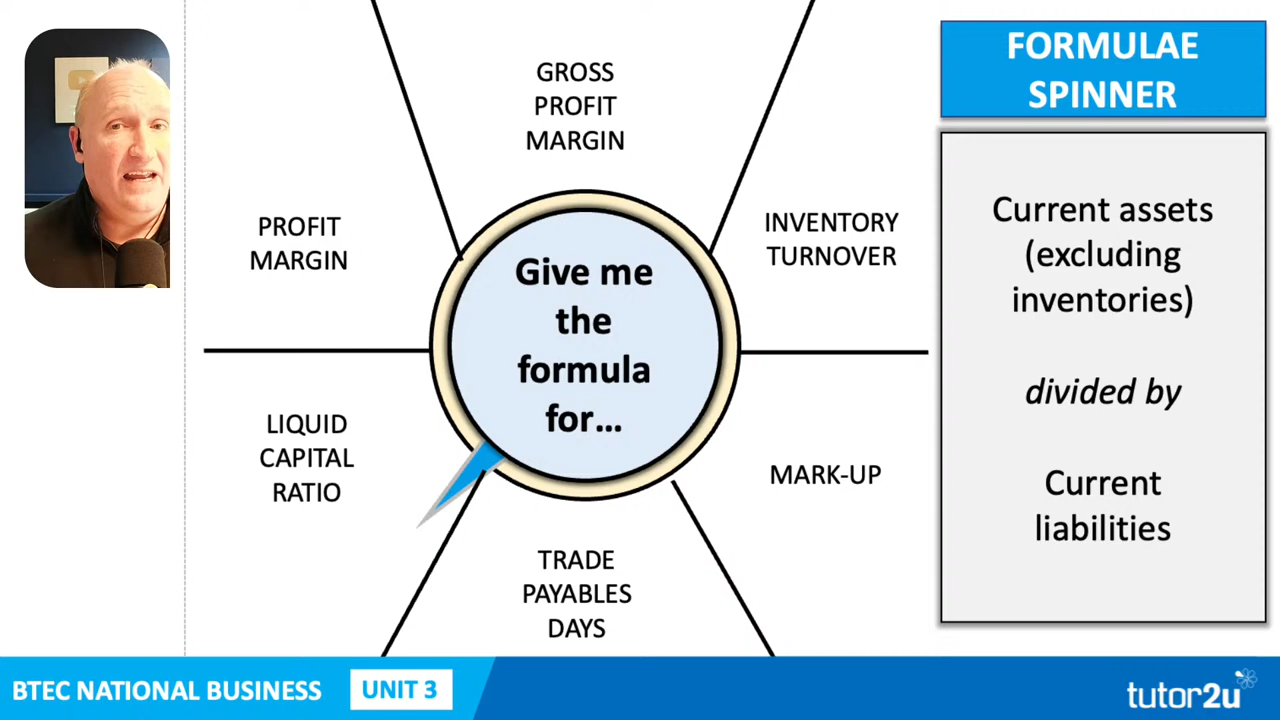 FORMULAE
SPINNER
GROSS
PROFIT
MARGIN
PROFIT
MARGIN
INVENTORY
TURNOVER
Give me
the
formula
for...
LIQUID
CAPITAL
RATIO
MARK-UP
TRADE
PAYABLES
DAYS
Current assets
(excluding
inventories)
divided by
Current
liabilities
BTEC NATIONAL BUSINESS
UNIT 3
tutor2u